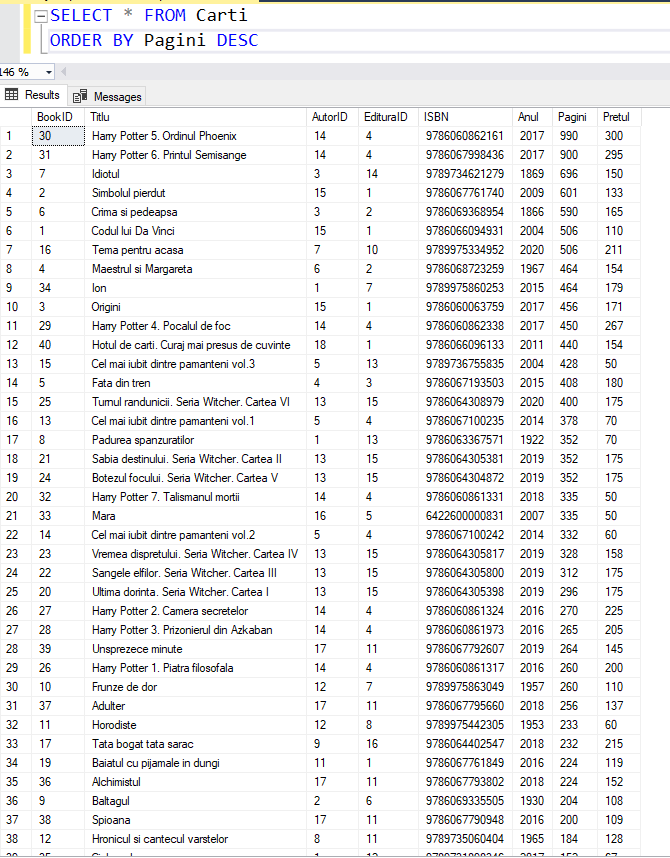 SELECT * FROM Carti
ORDER BY Pagini DESC
146 %
Results Messages
BookID Titlu AutorID EdituraID ISBN Anul Pagini Pretul
1 30 Harry Potter 5. Ordinul Phoenix 14 4 9786060862161 2017 990 300
2 31 Harry Potter 6. Printul Semisange 14 4 9786067998436 2017 900 295
3 7 Idiotul 3 14 9789734621279 1869 696 150
4 2 Simbolul pierdut 15 1 9786067761740 2009 601 133
5 6 Crima si pedeapsa 3 2 9786069368954 1866 590 165
6 1 Codul lui Da Vinci 15 1 9786066094931 2004 506 110
7 16 Tema pentru acasa 7 10 9789975334952 2020 506 211
8 4 Maestrul si Margareta 6 2 9786068723259 1967 464 154
9 34 Ion 1 7 9789975860253 2015 464 179
10 3 Origini 15 1 9786060063759 2017 456 171
11 29 Harry Potter 4. Pocalul de foc 14 4 9786060862338 2017 450 267
12 40 Hotul de carti. Curaj mai presus de cuvinte 18 1 9786066096133 2011 440 154
13 15 Cel mai iubit dintre pamanteni vol.3 5 13 9789736755835 2004 428 50
14 5 Fata din tren 4 3 9786067193503 2015 408 180
15 25 Turnul randunicii. Seria Witcher. Cartea VI 13 15 9786064308979 2020 400 175
16 13 Cel mai iubit dintre pamanteni vol.1 5 4 9786067100235 2014 378 70
17 8 Padurea spanzuratilor 1 13 9786063367571 1922 352 70
18 21 Sabia destinului. Seria Witcher. Cartea II 13 15 9786064305381 2019 352 175
19 24 Botezul focului. Seria Witcher. Cartea V 13 15 9786064304872 2019 352 175
20 32 Harry Potter 7. Talismanul mortii 14 4 9786060861331 2018 335 50
21 33 Mara 16 5 6422600000831 2007 335 50
22 14 Cel mai iubit dintre pamanteni vol.2 5 4 9786067100242 2014 332 60
23 23 Vremea dispretului. Seria Witcher. Cartea IV 13 15 9786064305817 2019 328 158
24 22 Sangele elfilor. Seria Witcher. Cartea III 13 15 9786064305800 2019 312 175
25 20 Ultima dorinta. Seria Witcher. Cartea I 13 15 9786064305398 2019 296 175
26 27 Harry Potter 2. Camera secretelor 14 4 9786060861324 2016 270 225
27 28 Harry Potter 3. Prizonierul din Azkaban 14 4 9786060861973 2016 265 205
28 39 Unsprezece minute 17 11 9786067792607 2019 264 145
29 26 Harry Potter 1. Piatra filosofala 14 4 9786060861317 2016 260 200
30 10 Frunze de dor 12 7 9789975863049 1957 260 110
31 37 Adulter 17 11 9786067795660 2018 256 137
32 11 Horodiste 12 8 9789975442305 1953 233 60
33 17 Tata bogat tata sarac 9 16 9786064402547 2018 232 215
34 19 Baiatul cu pijamale in dungi 11 1 9786067761849 2016 224 119
35 36 Alchimistul 17 11 9786067793802 2018 224 152
36 9 Baltagul 2 6 9786069335505 1930 204 108
37 38 Spioana 17 11 9786067790948 2016 200 109
38 12 Hronicul si cantecul varstelor 8 11 9789735060404 1965 184 128